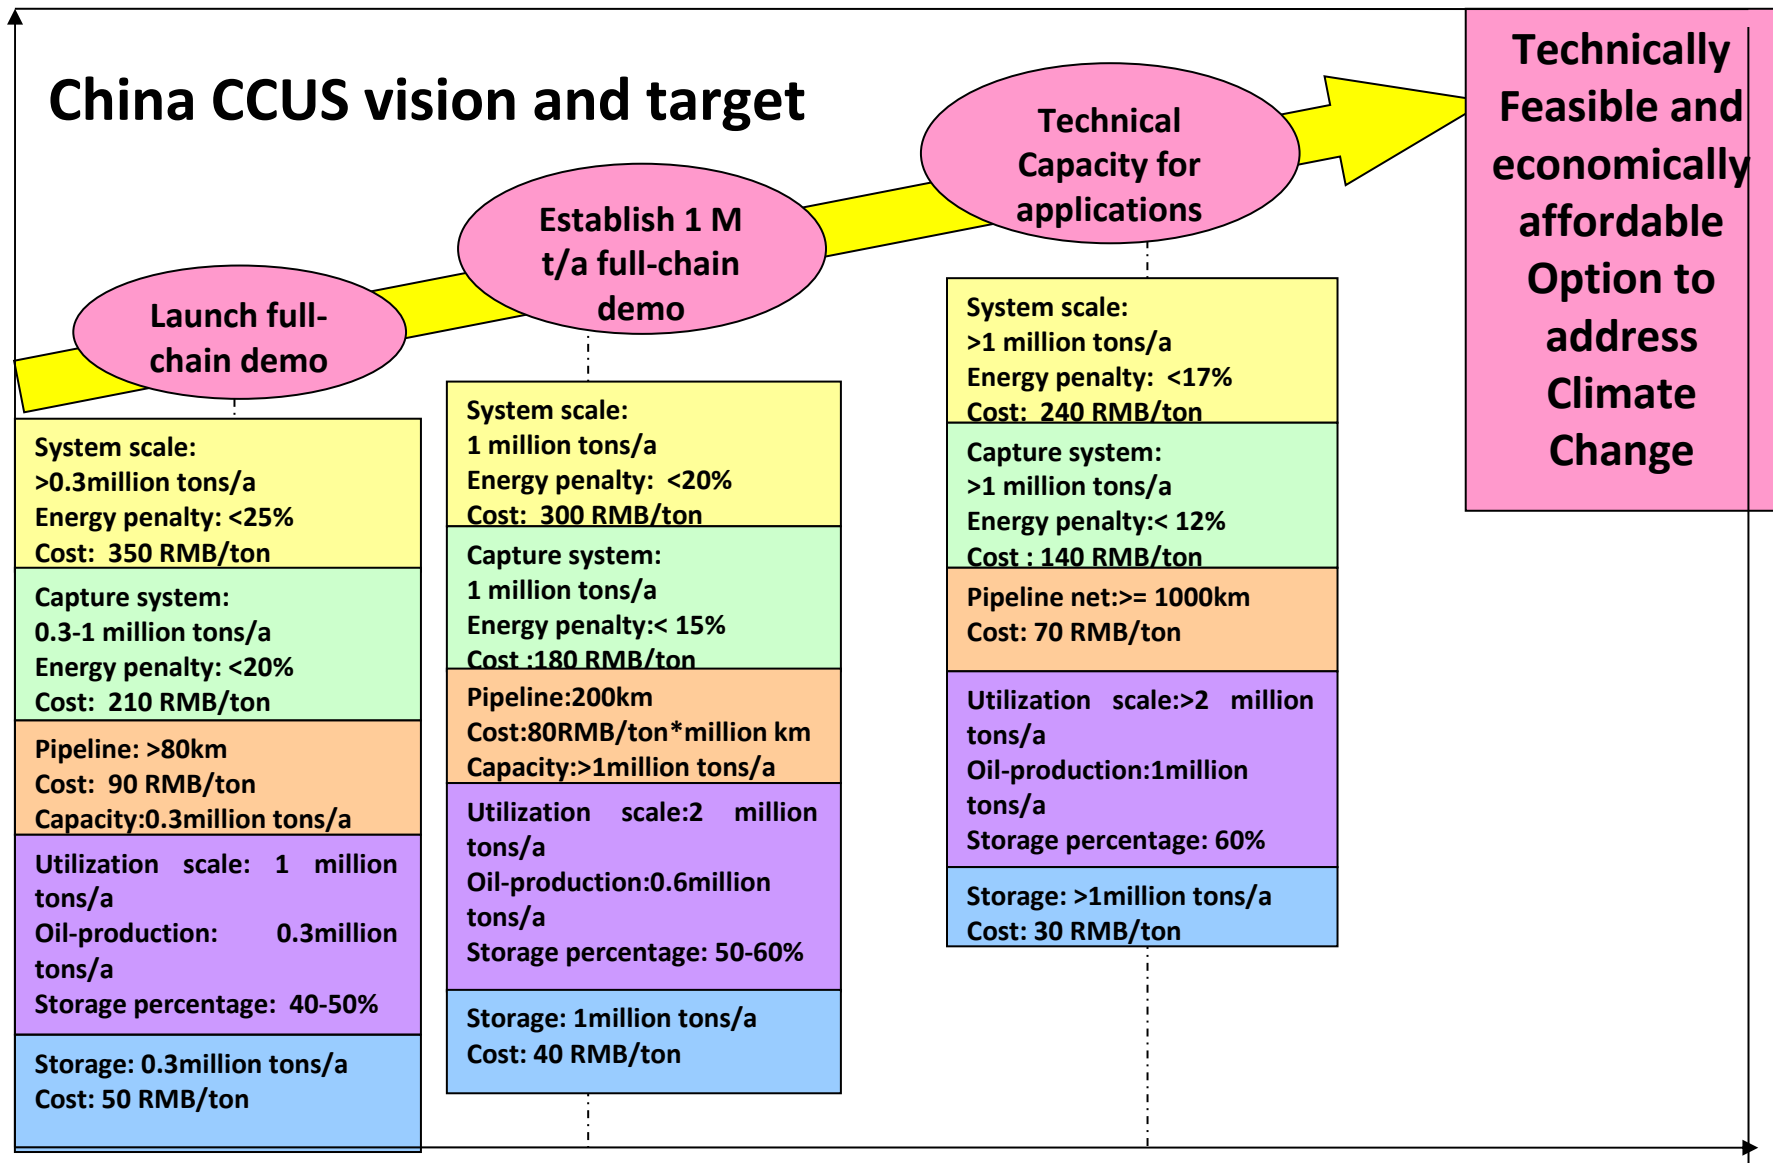 China CCUS vision and target
Launch full-
chain demo
System scale:
>0.3million tons/a
Energy penalty: <25%
Cost:  350 RMB/ton
Capture system:
0.3-1 million tons/a
Energy penalty: <20%
Cost:  210 RMB/ton
Pipeline: >80km
Cost:  90 RMB/ton
Capacity:0.3million tons/a
Utilization scale: 1 million
tons/a
Oil-production: 0.3million
tons/a
Storage percentage:  40-50%
Storage: 0.3million tons/a
Cost: 50 RMB/ton
Establish 1 M
t/a full-chain
demo
System scale:
1 million tons/a
Energy penalty:  <20%
Cost:  300 RMB/ton
Capture system:
1 million tons/a
Energy penalty:< 15%
Cost :180 RMB/ton
Pipeline:200km
Cost:80RMB/ton*million km
Capacity:>1million tons/a
Utilization scale:2 million
tons/a
Oil-production:0.6million
tons/a
Storage percentage: 50-60%
Storage: 1million tons/a
Cost: 40 RMB/ton
Technical
Capacity for
applications
System scale:
>1 million tons/a
Energy penalty:  <17%
Cost:  240 RMB/ton
Capture system:
>1 million tons/a
Energy penalty:< 12%
Cost : 140 RMB/ton
Pipeline net:>= 1000km
Cost: 70 RMB/ton
Utilization scale:>2 million
tons/a
Oil-production:1million
tons/a
Storage percentage: 60%
Storage: >1million tons/a
Cost: 30 RMB/ton
Technically
Feasible and
economically
affordable
Option to
address
Climate
Change